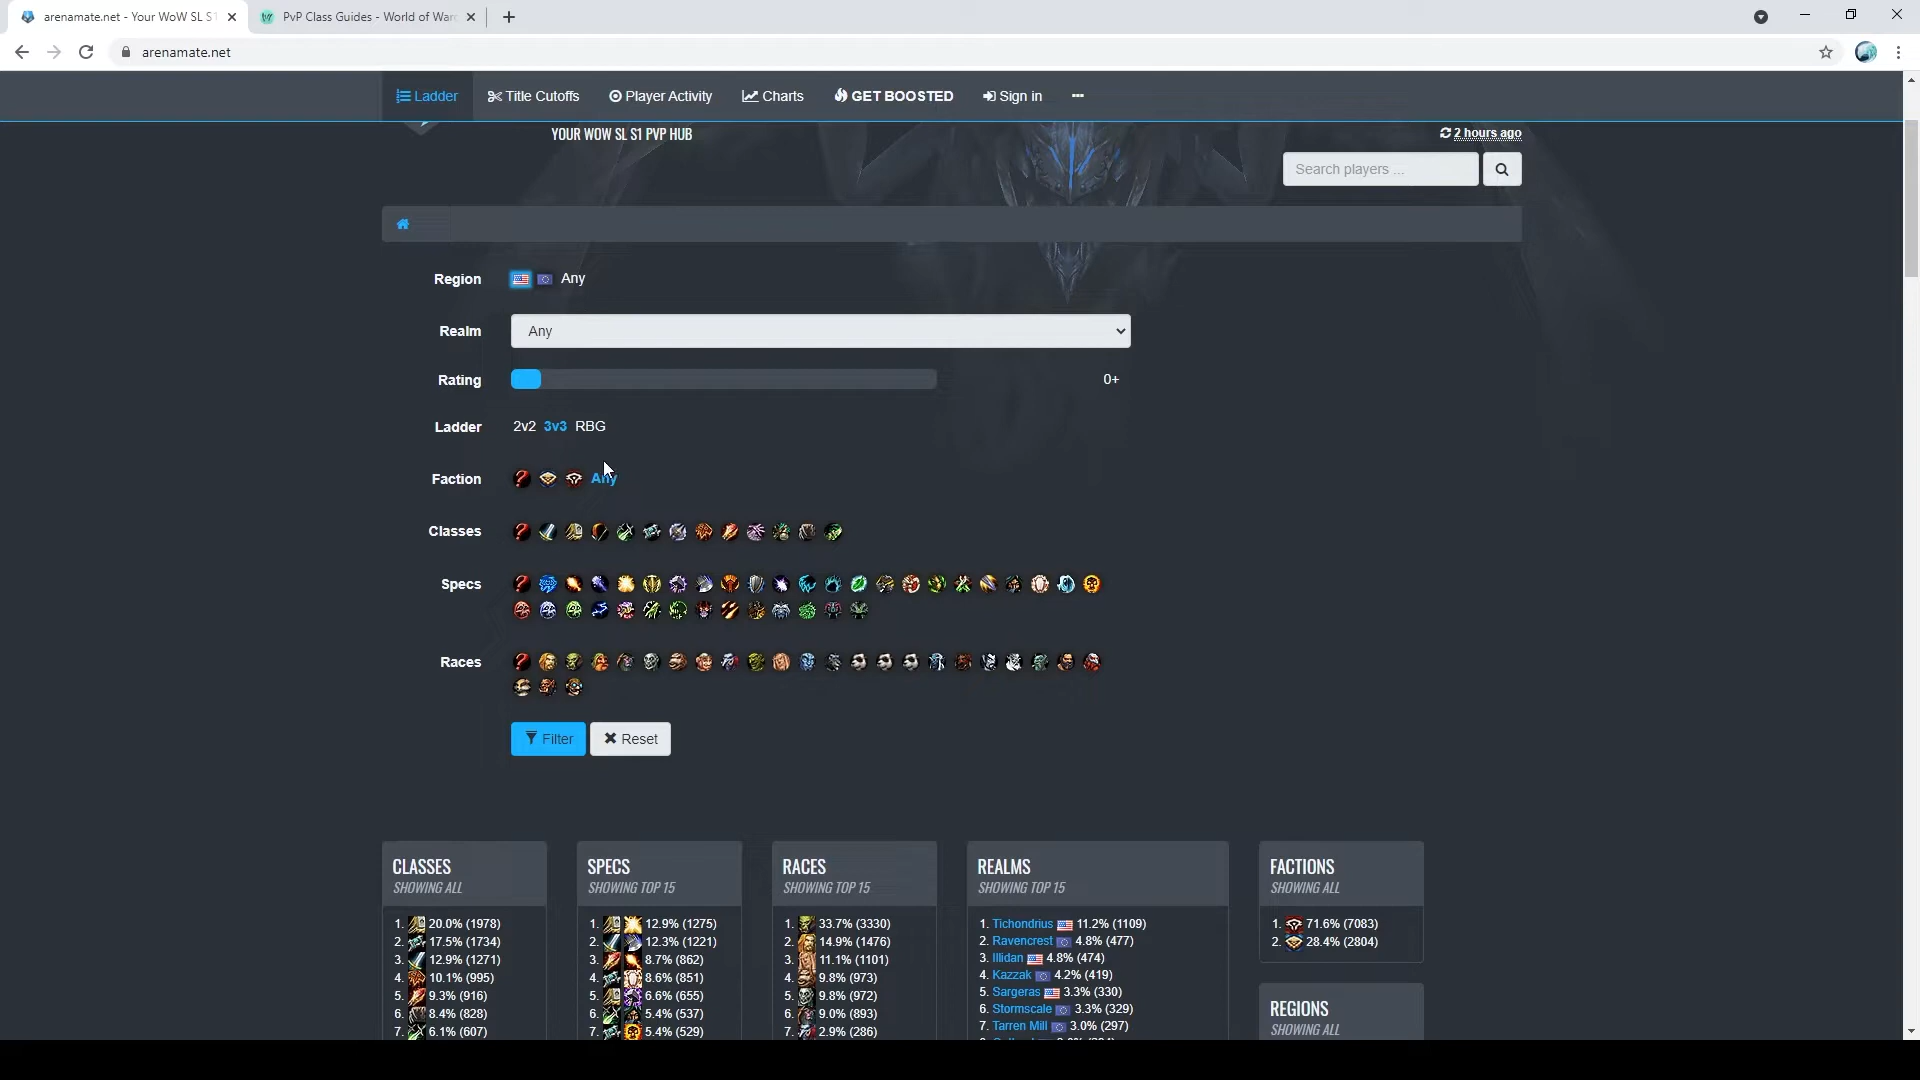 arenamate.net - Your WoW SL S1
PvP Class Guides - World of Warc
arenamate.net
Ladder
Title Cutoffs
Player Activity
Charts
GET BOOSTED
Sign in
YOUR WOW SL S1 PVP HUB
2 hours ago
Search players ...
Region
Any
Realm
Any
Rating
0+
Ladder
2v2 3v3 RBG
Faction
Any
Classes
Specs
Races
Filter
Reset
CLASSES
SHOWING ALL
1. 20.0% (1978)
2. 17.5% (1734)
3. 12.9% (1271)
4. 10.1% (995)
5. 9.3% (916)
6. 8.4% (828)
7. 6.1% (607)
SPECS
SHOWING TOP 15
1. 12.9% (1275)
2. 12.3% (1221)
3. 8.7% (862)
4. 8.6% (851)
5. 6.6% (655)
6. 5.4% (537)
7. 5.4% (529)
RACES
SHOWING TOP 15
1. 33.7% (3330)
2. 14.9% (1476)
3. 11.1% (1101)
4. 9.8% (973)
5. 9.8% (972)
6. 9.0% (893)
7. 2.9% (286)
REALMS
SHOWING TOP 15
1. Tichondrius 11.2% (1109)
2. Ravencrest 4.8% (477)
3. Illidan 4.8% (474)
4. Kazzak 4.2% (419)
5. Sargeras 3.3% (330)
6. Stormscale 3.3% (329)
7. Tarren Mill 3.0% (297)
FACTIONS
SHOWING ALL
1. 71.6% (7083)
2. 28.4% (2804)
REGIONS
SHOWING ALL